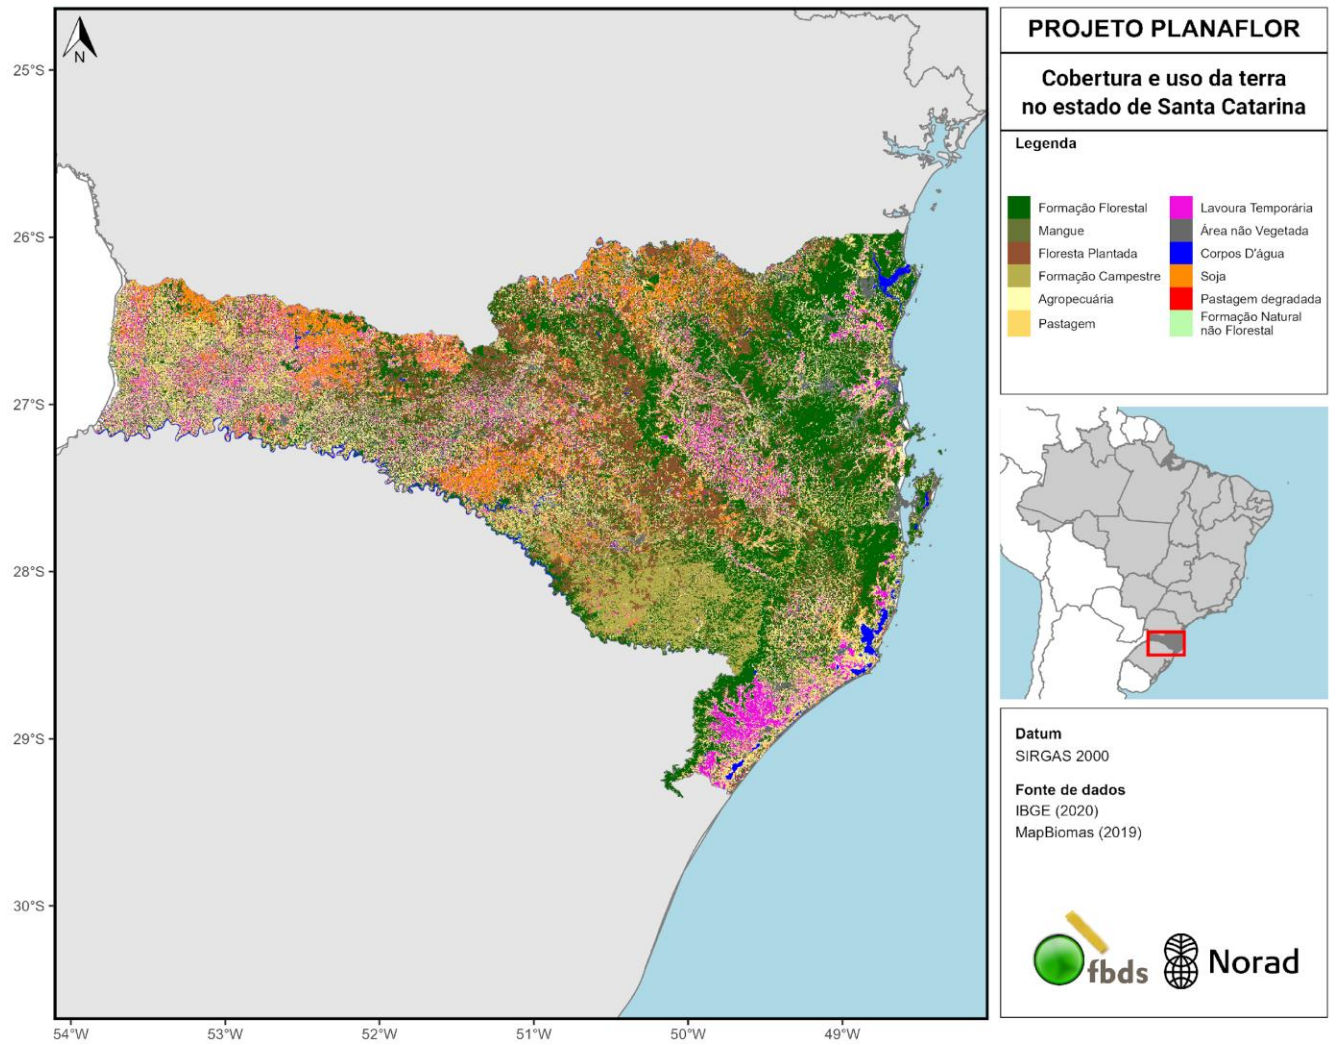 N
25°S
26°S
27°S
28°S
29°S
30°S
54°W
53°W
52°W
51°W
50°W
49°W
PROJETO PLANAFLOR
Cobertura e uso da terra
no estado de Santa Catarina
Legenda
Formação Florestal
Mangue
Floresta Plantada
Formação Campestre
Agropecuária
Pastagem
Lavoura Temporária
Área não Vegetada
Corpos D'água
Soja
Pastagem degradada
Formação Natural
não Florestal
Datum
SIRGAS 2000
Fonte de dados
IBGE (2020)
MapBiomas (2019)
fbds
Norad